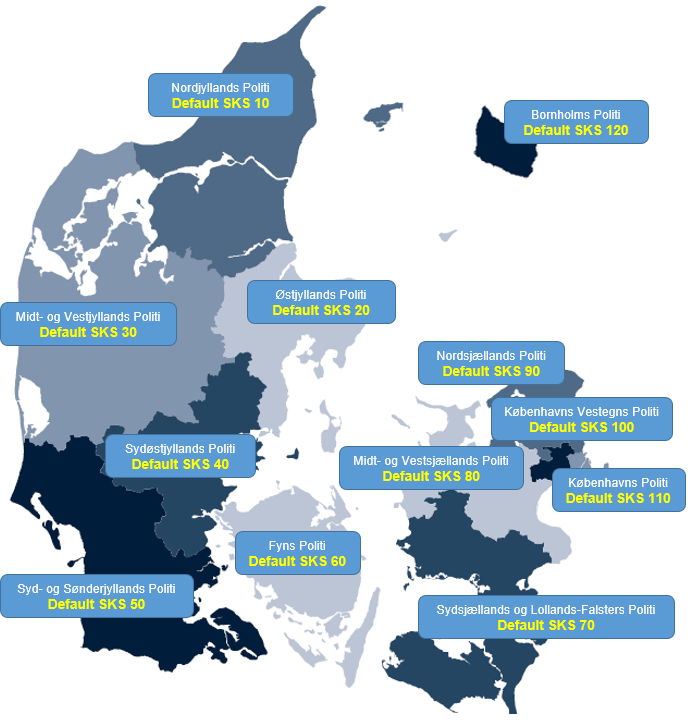 Nordjyllands Politi
Default SKS 10
Bornholms Politi
Default SKS 120
Østjyllands Politi
Default SKS 20
Midt- og Vestjyllands Politi
Default SKS 30
Nordsjællands Politi
Default SKS 90
Københavns Vestegns Politi
Default SKS 100
Sydøstjyllands Politi
Default SKS 40
Midt- og Vestsjællands Politi
Default SKS 80
Københavns Politi
Default SKS 110
Fyns Politi
Default SKS 60
Syd- og Sønderjyllands Politi
Default SKS 50
Sydsjællands og Lollands-Falsters Politi
Default SKS 70